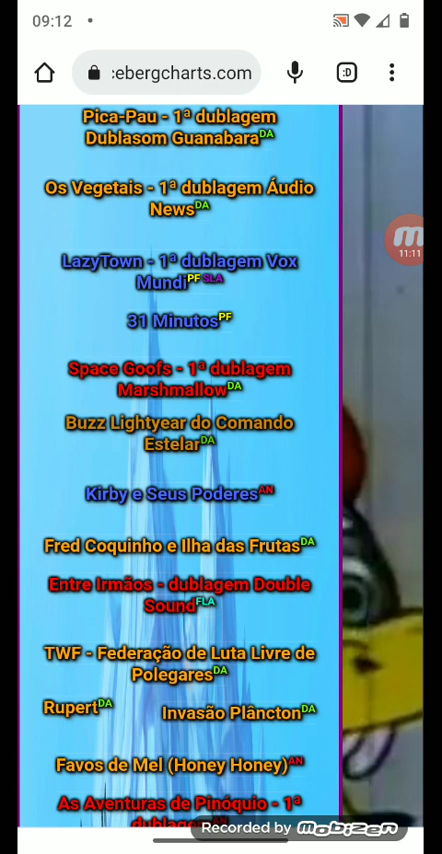 09:12
:ebergcharts.com
:D
Pica-Pau - 1ª dublagem
Dublasom GuanabaraDA
Os Vegetais - 1ª dublagem Áudio
NewsDA
11:11
LazyTown - 1ª dublagem Vox
MundiPF SLA
31 MinutosPF
Space Goofs - 1ª dublagem
MarshmallowDA
Buzz Lightyear do Comando
EstelarDA
Kirby e Seus PoderesAN
Fred Coquinho e Ilha das FrutasDA
Entre Irmãos - dublagem Double
SoundFLA
TWF - Federação de Luta Livre de
PolegaresDA
RupertDA
Invasão PlânctonDA
Favos de Mel (Honey Honey)AN
As Aventuras de Pinóquio - 1ª
dublagem
Recorded by mobizen